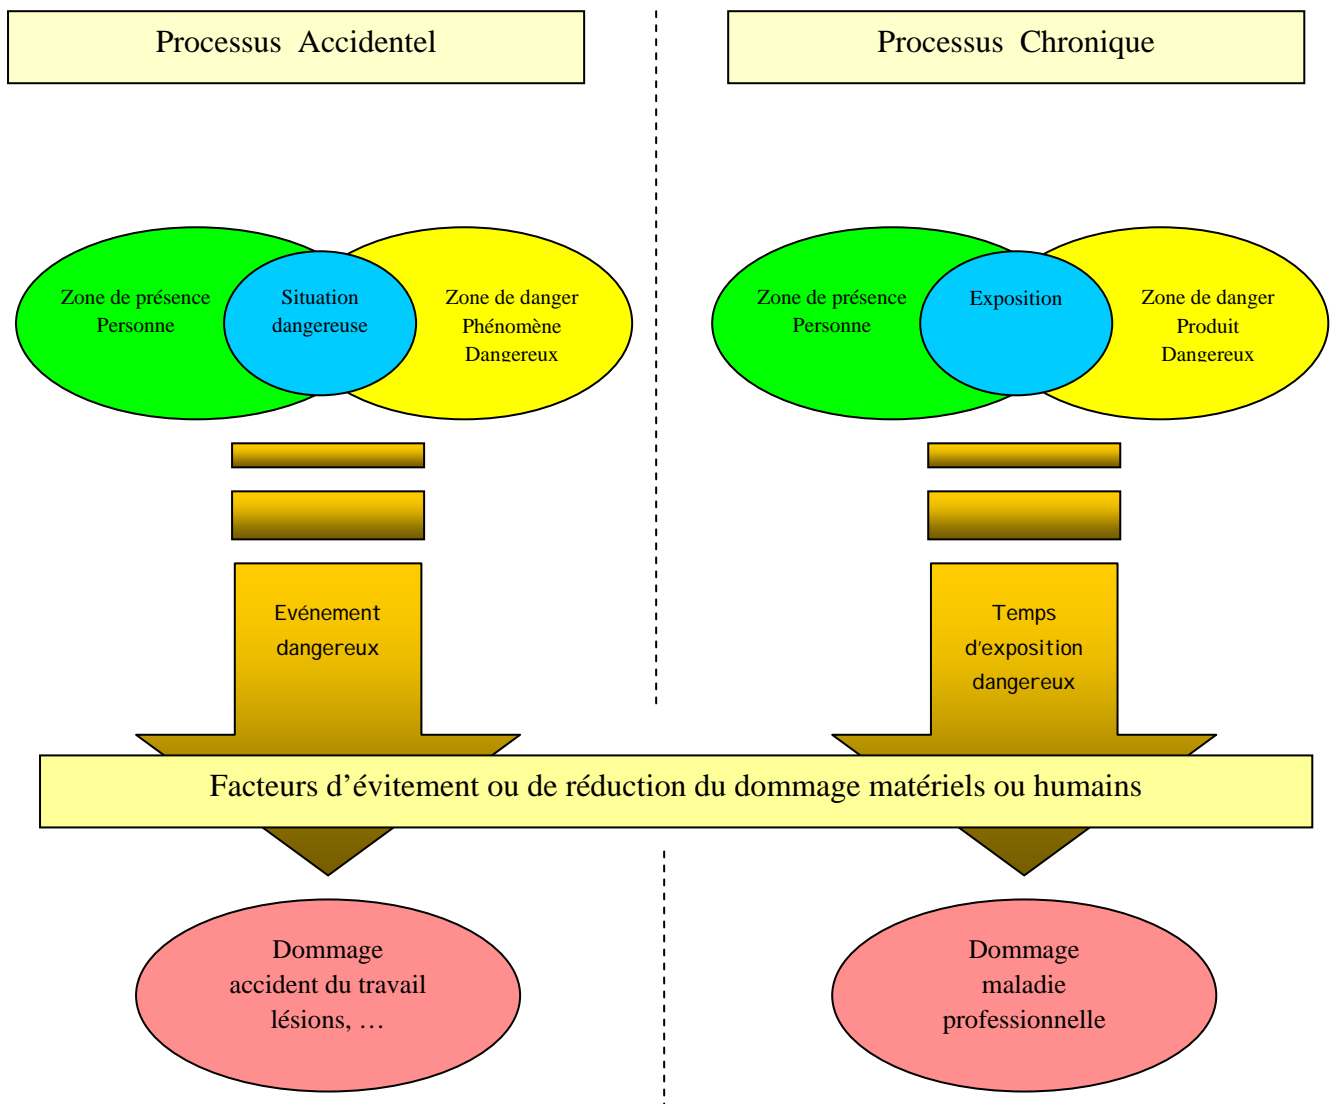 Processus Accidentel
Processus Chronique
Zone de présence
Personne
Situation
dangereuse
Zone de danger
Phénomène
Dangereux
Zone de présence
Personne
Exposition
Zone de danger
Produit
Dangereux
Evénement
dangereux
Temps
d'exposition
dangereux
Facteurs d’évitement ou de réduction du dommage matériels ou humains
Dommage
accident du travail
lésions, …
Dommage
maladie
professionnelle